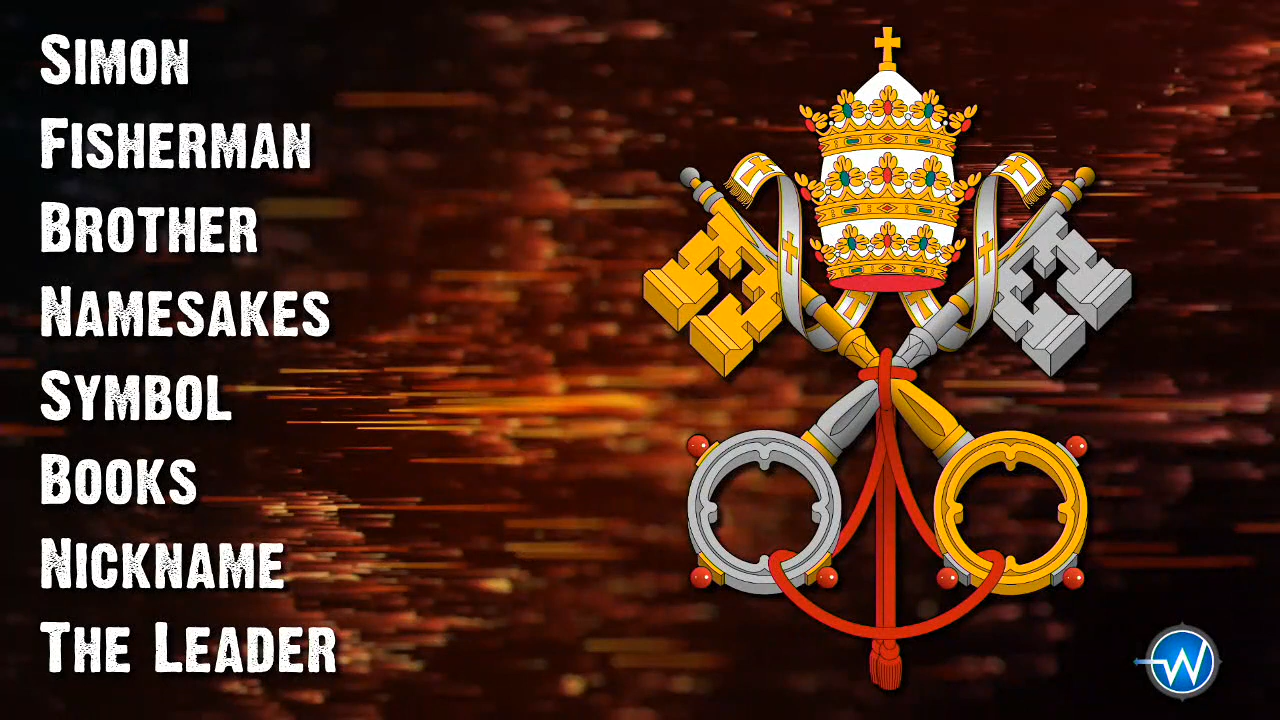 Simon
Fisherman
Brother
Namesakes
Symbol
Books
Nickname
The Leader
W